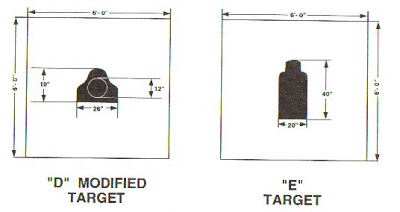 6'- 0"
6'- 0"
19"
12"
26"
"D" MODIFIED
TARGET
6'- 0"
6'- 0"
40"
20"
"E"
TARGET